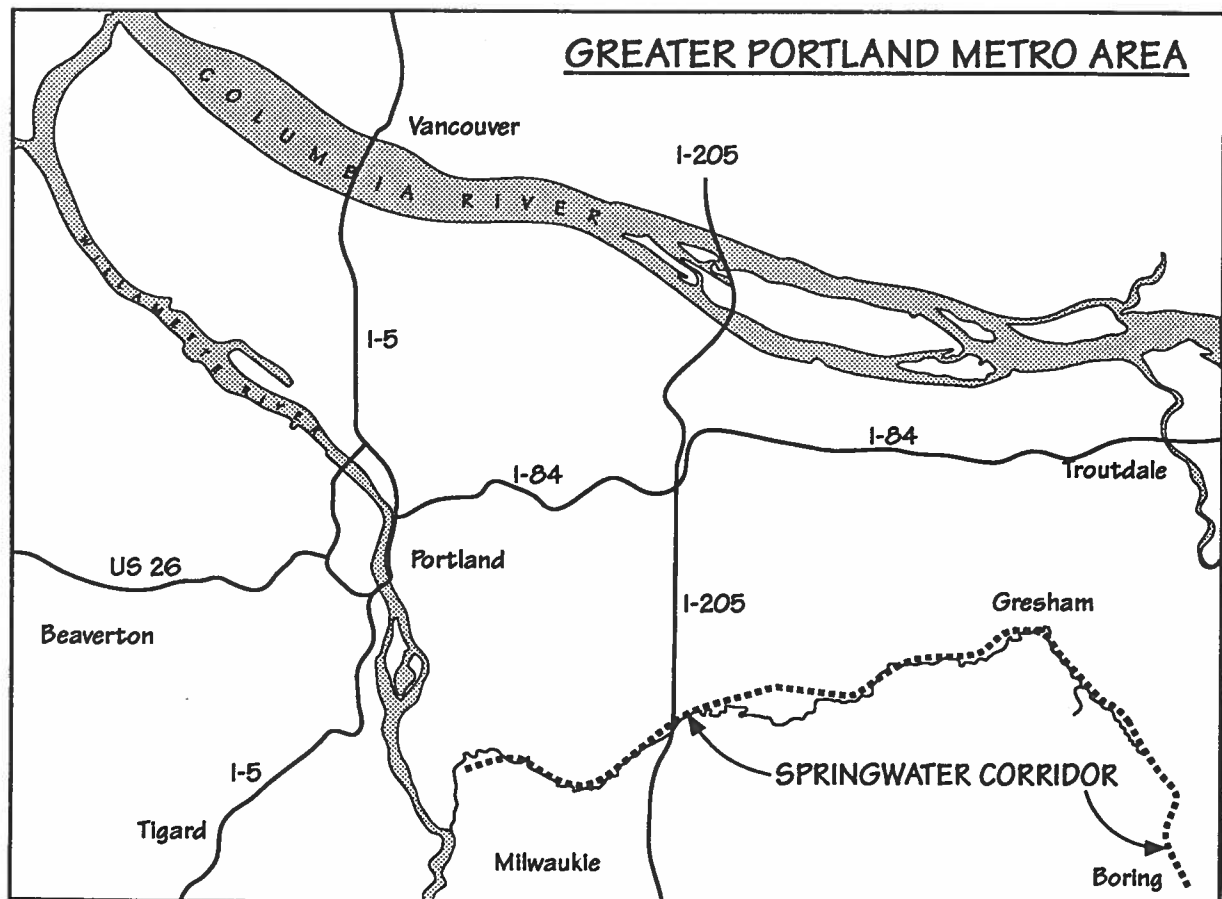 GREATER PORTLAND METRO AREA
COLUMBIA RIVER
Vancouver
I-205
WILLAMETTE RIVER
I-5
I-84
I-84
Troutdale
US 26
Portland
I-205
Gresham
Beaverton
I-5
SPRINGWATER CORRIDOR
Tigard
Milwaukie
Boring